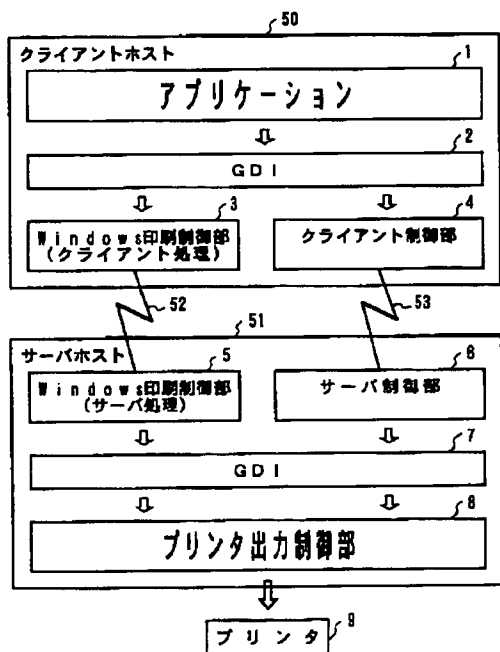 50
クライアントホスト
1
アプリケーション
2
GDI
3
Windows印刷制御部
(クライアント処理)
4
クライアント制御部
52
53
51
サーバホスト
5
Windows印刷制御部
(サーバ処理)
6
サーバ制御部
7
GDI
8
プリンタ出力制御部
9
プリンタ